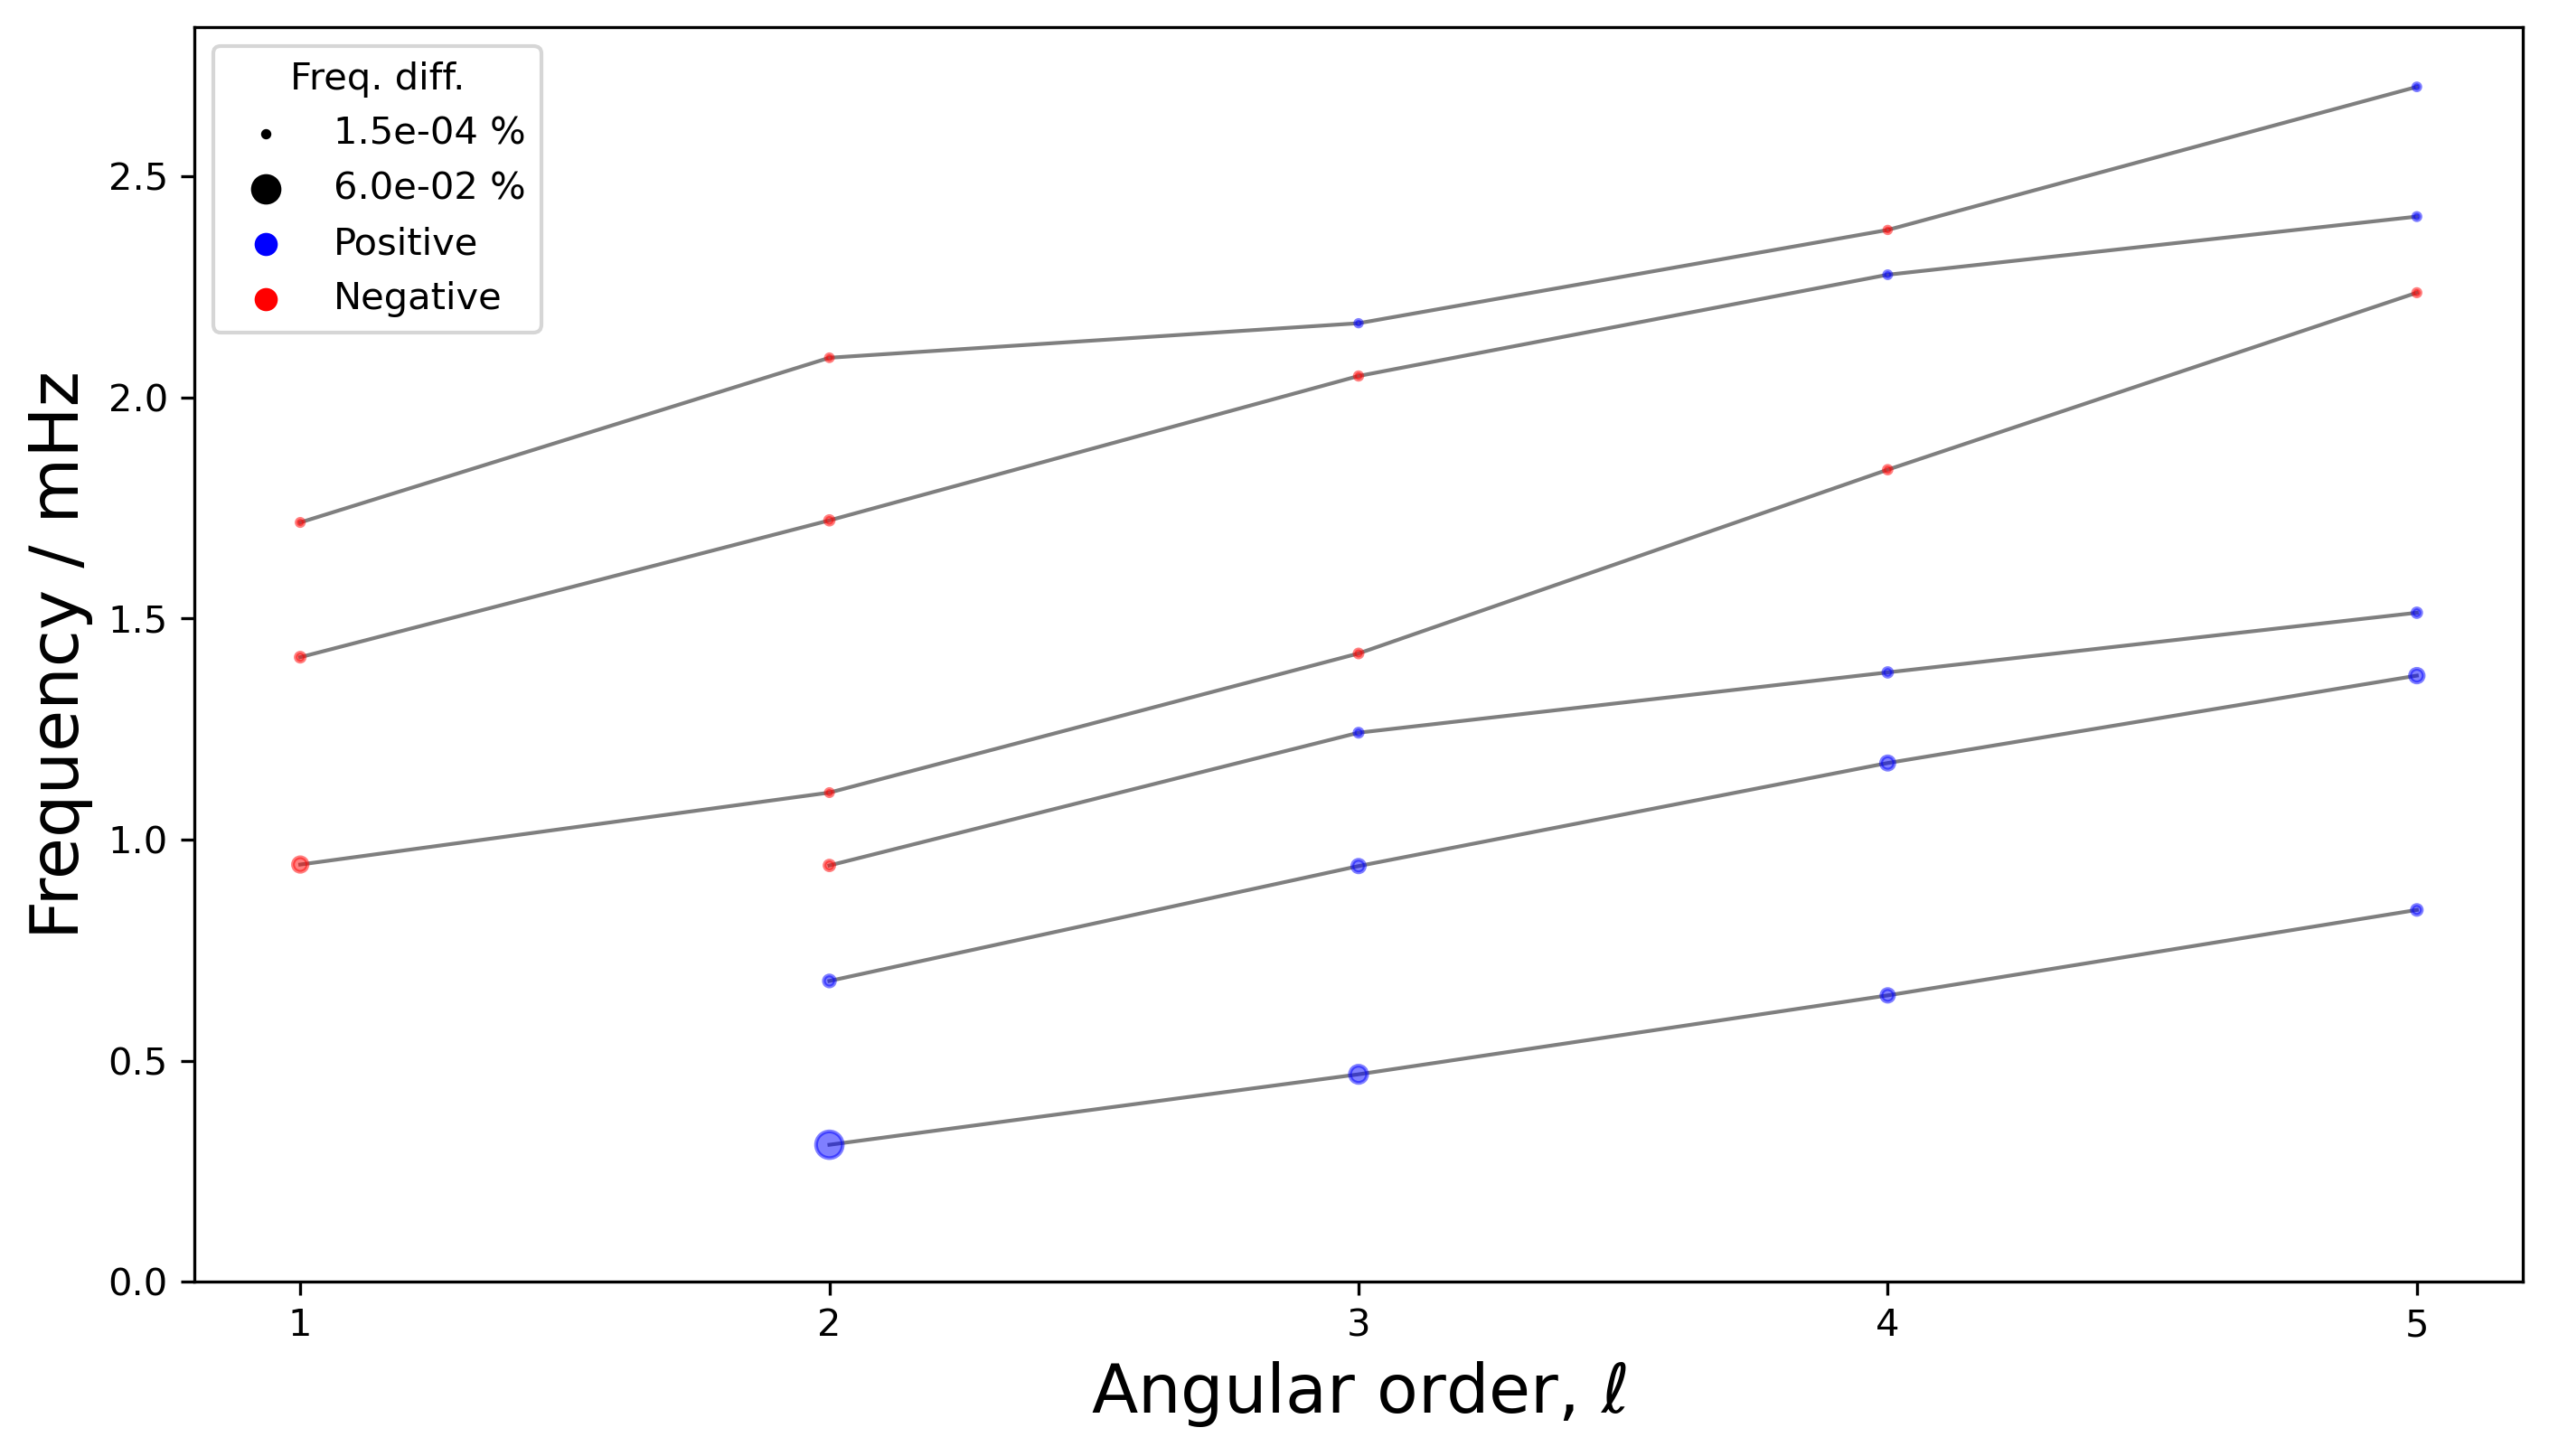 Freq. diff.
1.5e-04 %
6.0e-02 %
Positive
Negative
Frequency / mHz
2.5
2.0
1.5
1.0
0.5
0.0
1 2 3 4 5
Angular order, ℓ